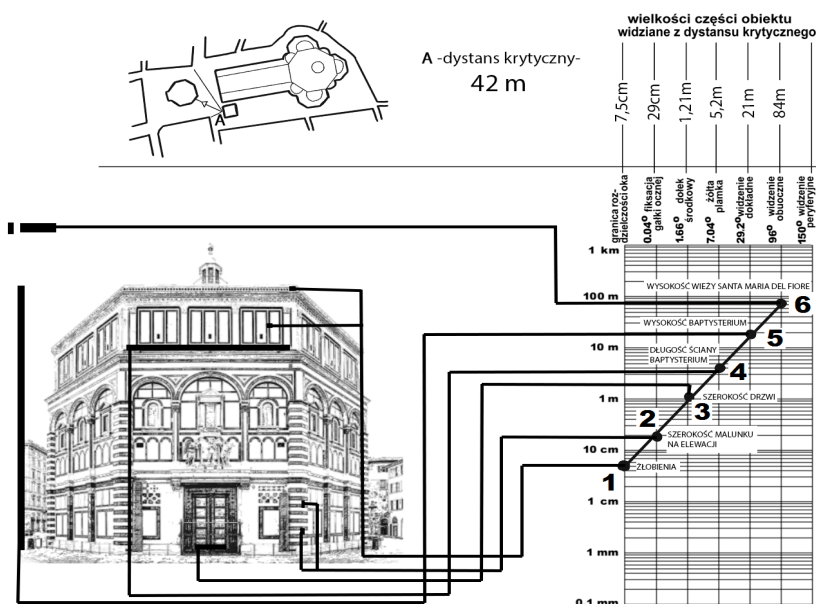 wielkości części obiektu
widziane z dystansu krytycznego
A -dystans krytyczny-
42 m
7,5cm
29cm
1,21m
5,2m
21m
84m
A
granica roz-
dzielczości oka
0.04° fiksacja
gałki ocznej
1.66° dołek
środkowy
7.04° żółta
plamka
29.2° widzenie
dokładne
96° widzenie
obuoczne
150° widzenie
peryferyjne
1 km
WYSOKOŚĆ WIEŻY SANTA MARIA DEL FIORE
100 m
6
WYSOKOŚĆ BAPTYSTERIUM
5
10 m
DŁUGOŚĆ ŚCIANY
BAPTYSTERIUM
4
1 m
SZEROKOŚĆ DRZWI
3
2
SZEROKOŚĆ MALUNKU
NA ELEWACJI
10 cm
ZŁOBIENIA
1
1 cm
1 mm
0.1 mm